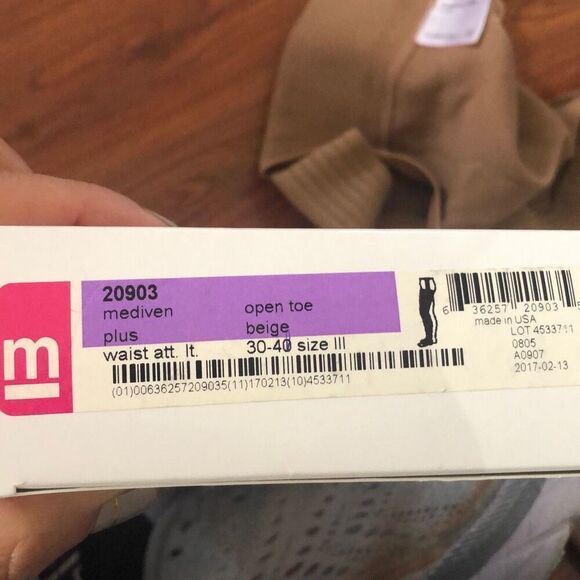 m
20903
mediven open toe
plus beige
waist att. lt. 30-40 size III
(01)00636257209035(11)170213(10)4533711
6 36257 20903 5
made in USA
LOT 4533711
0805
A0907
2017-02-13